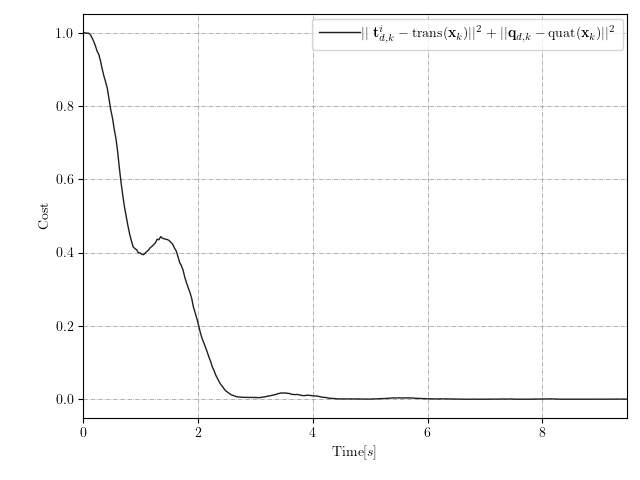 || t^i_{d,k} − trans(x_k)||^2 + ||q_{d,k} − quat(x_k)||^2
1.0
0.8
0.6
0.4
0.2
0.0
Cost
0 2 4 6 8
Time[s]